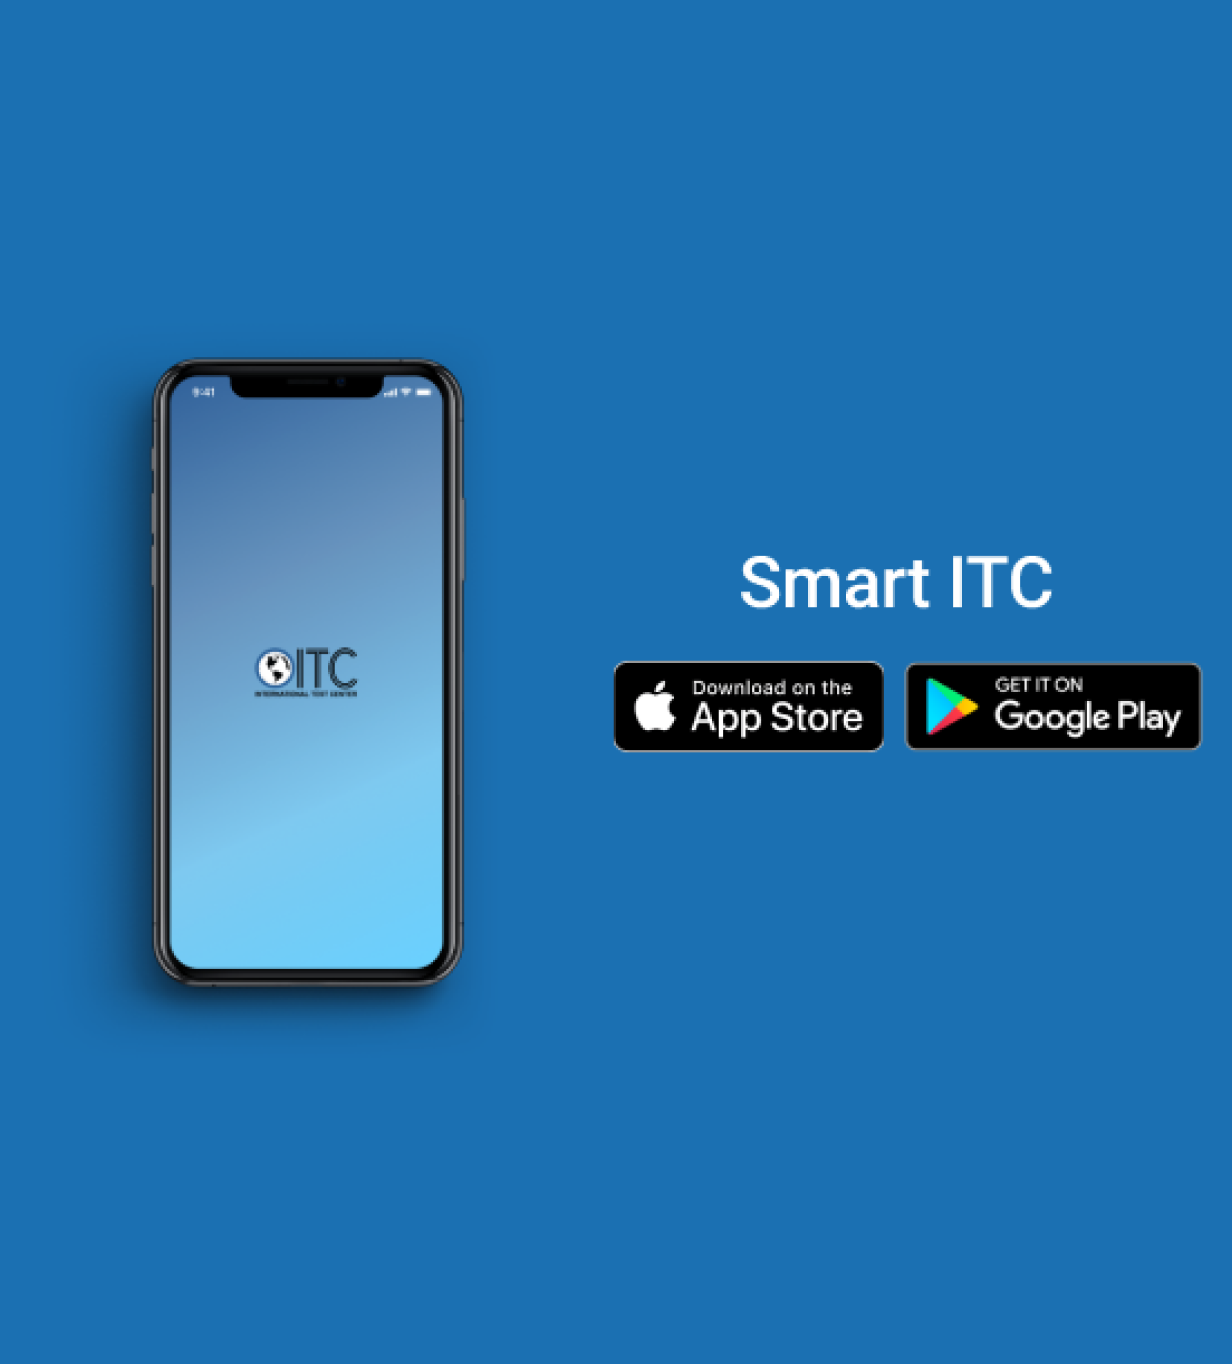 9:41
ITC
INTERNATIONAL TEST CENTER
Smart ITC
Download on the
App Store
GET IT ON
Google Play